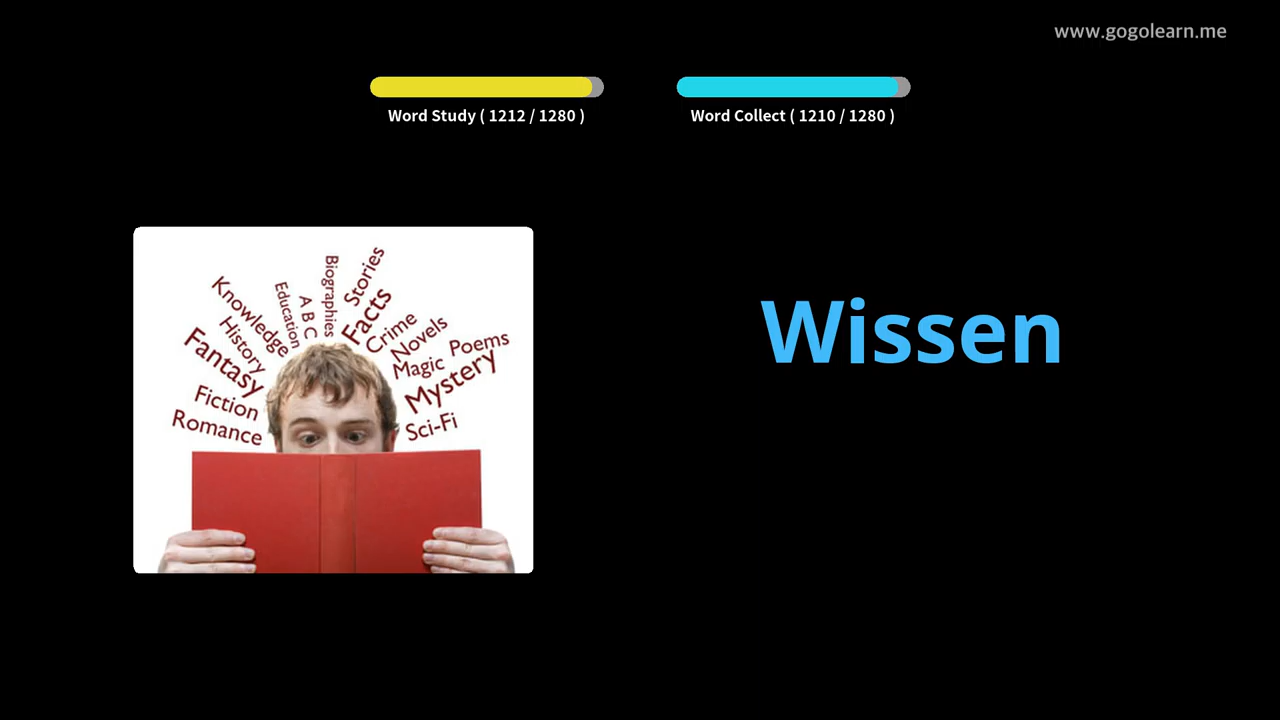 www.gogolearn.me
Word Study ( 1212 / 1280 )
Word Collect ( 1210 / 1280 )
Wissen
Biographies
Stories
Education
A B C
Facts
Knowledge
Crime
History
Novels
Fantasy
Poems
Magic
Mystery
Fiction
Sci-Fi
Romance